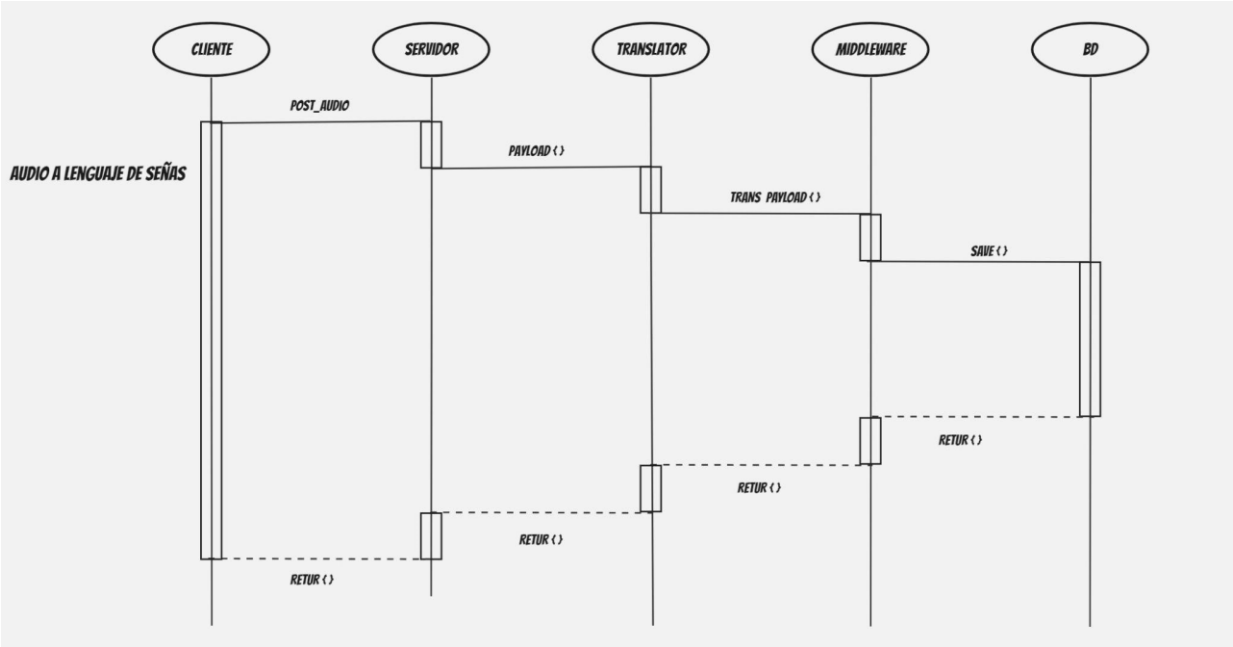 CLIENTE
SERVIDOR
TRANSLATOR
MIDDLEWARE
BD
POST_AUDIO
PAYLOAD { }
AUDIO A LENGUAJE DE SEÑAS
TRANS PAYLOAD { }
SAVE { }
RETUR { }
RETUR { }
RETUR { }
RETUR { }